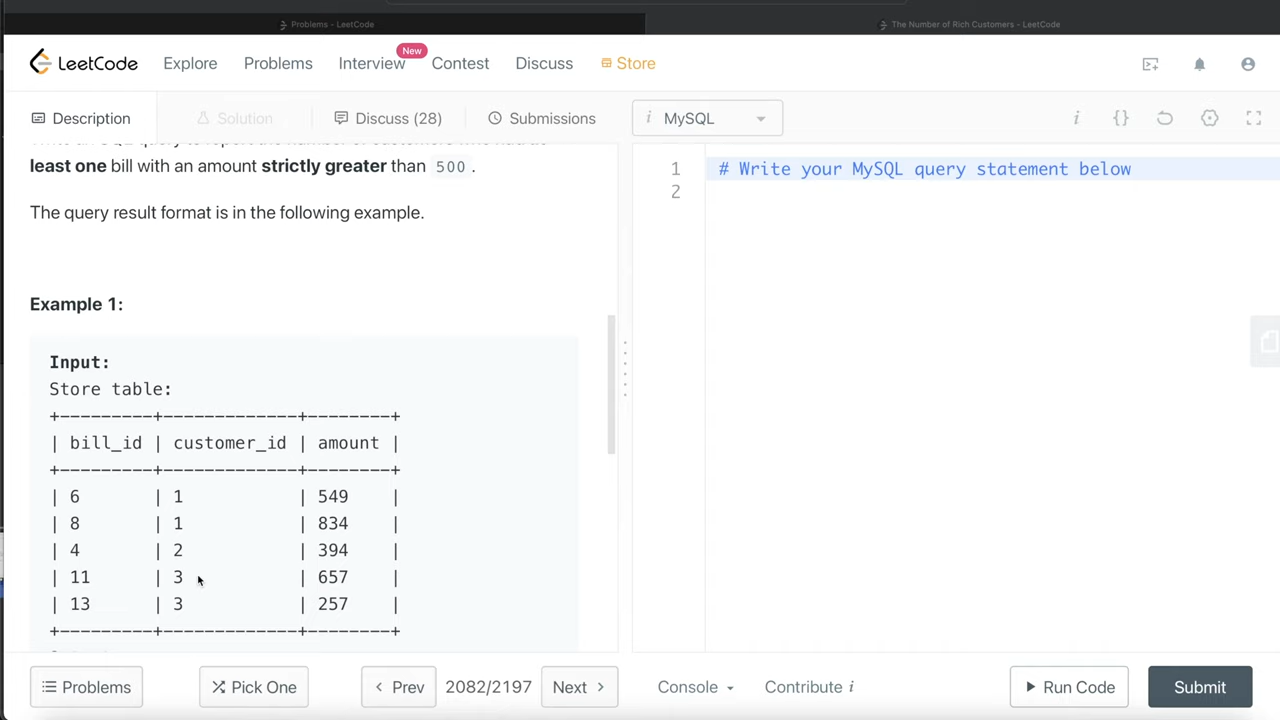 Problems - LeetCode
The Number of Rich Customers - LeetCode
LeetCode
Explore
Problems
Interview
New
Contest
Discuss
Store
Description
Solution
Discuss (28)
Submissions
i MySQL
i {}
least one bill with an amount strictly greater than 500 .
The query result format is in the following example.
Example 1:
Input:
Store table:
+---------+-------------+--------+
| bill_id | customer_id | amount |
+---------+-------------+--------+
| 6 | 1 | 549 |
| 8 | 1 | 834 |
| 4 | 2 | 394 |
| 11 | 3 | 657 |
| 13 | 3 | 257 |
+---------+-------------+--------+
1 # Write your MySQL query statement below
2
Problems
Pick One
Prev
2082/2197
Next
Console
Contribute i
Run Code
Submit